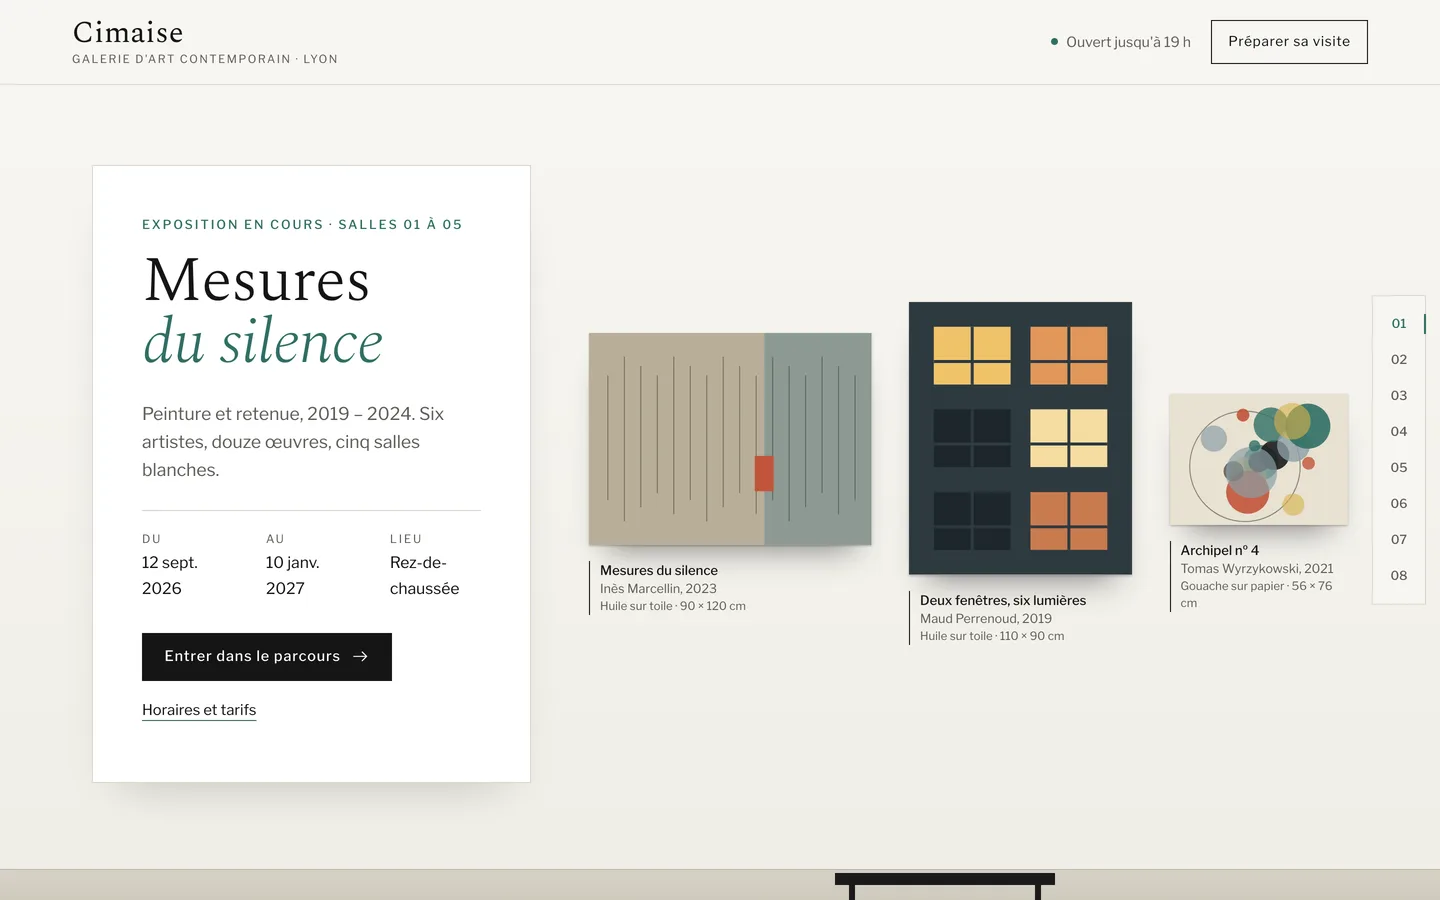 Cimaise
GALERIE D'ART CONTEMPORAIN · LYON
Ouvert jusqu'à 19 h
Préparer sa visite
EXPOSITION EN COURS · SALLES 01 À 05
Mesures
du silence
Peinture et retenue, 2019 – 2024. Six
artistes, douze œuvres, cinq salles
blanches.
DU
12 sept.
2026
AU
10 janv.
2027
LIEU
Rez-de-
chaussée
Entrer dans le parcours →
Horaires et tarifs
Mesures du silence
Inès Marcellin, 2023
Huile sur toile · 90 × 120 cm
Deux fenêtres, six lumières
Maud Perrenoud, 2019
Huile sur toile · 110 × 90 cm
Archipel nº 4
Tomas Wyrzykowski, 2021
Gouache sur papier · 56 × 76
cm
01
02
03
04
05
06
07
08